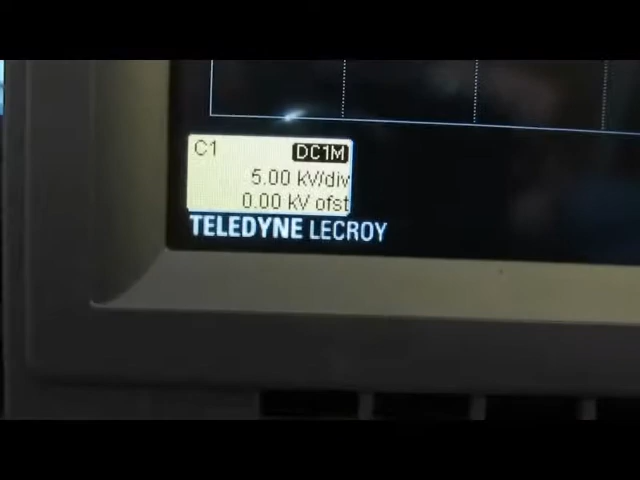 C1 DC1M
5.00 kV/div
0.00 kV ofst
TELEDYNE LECROY